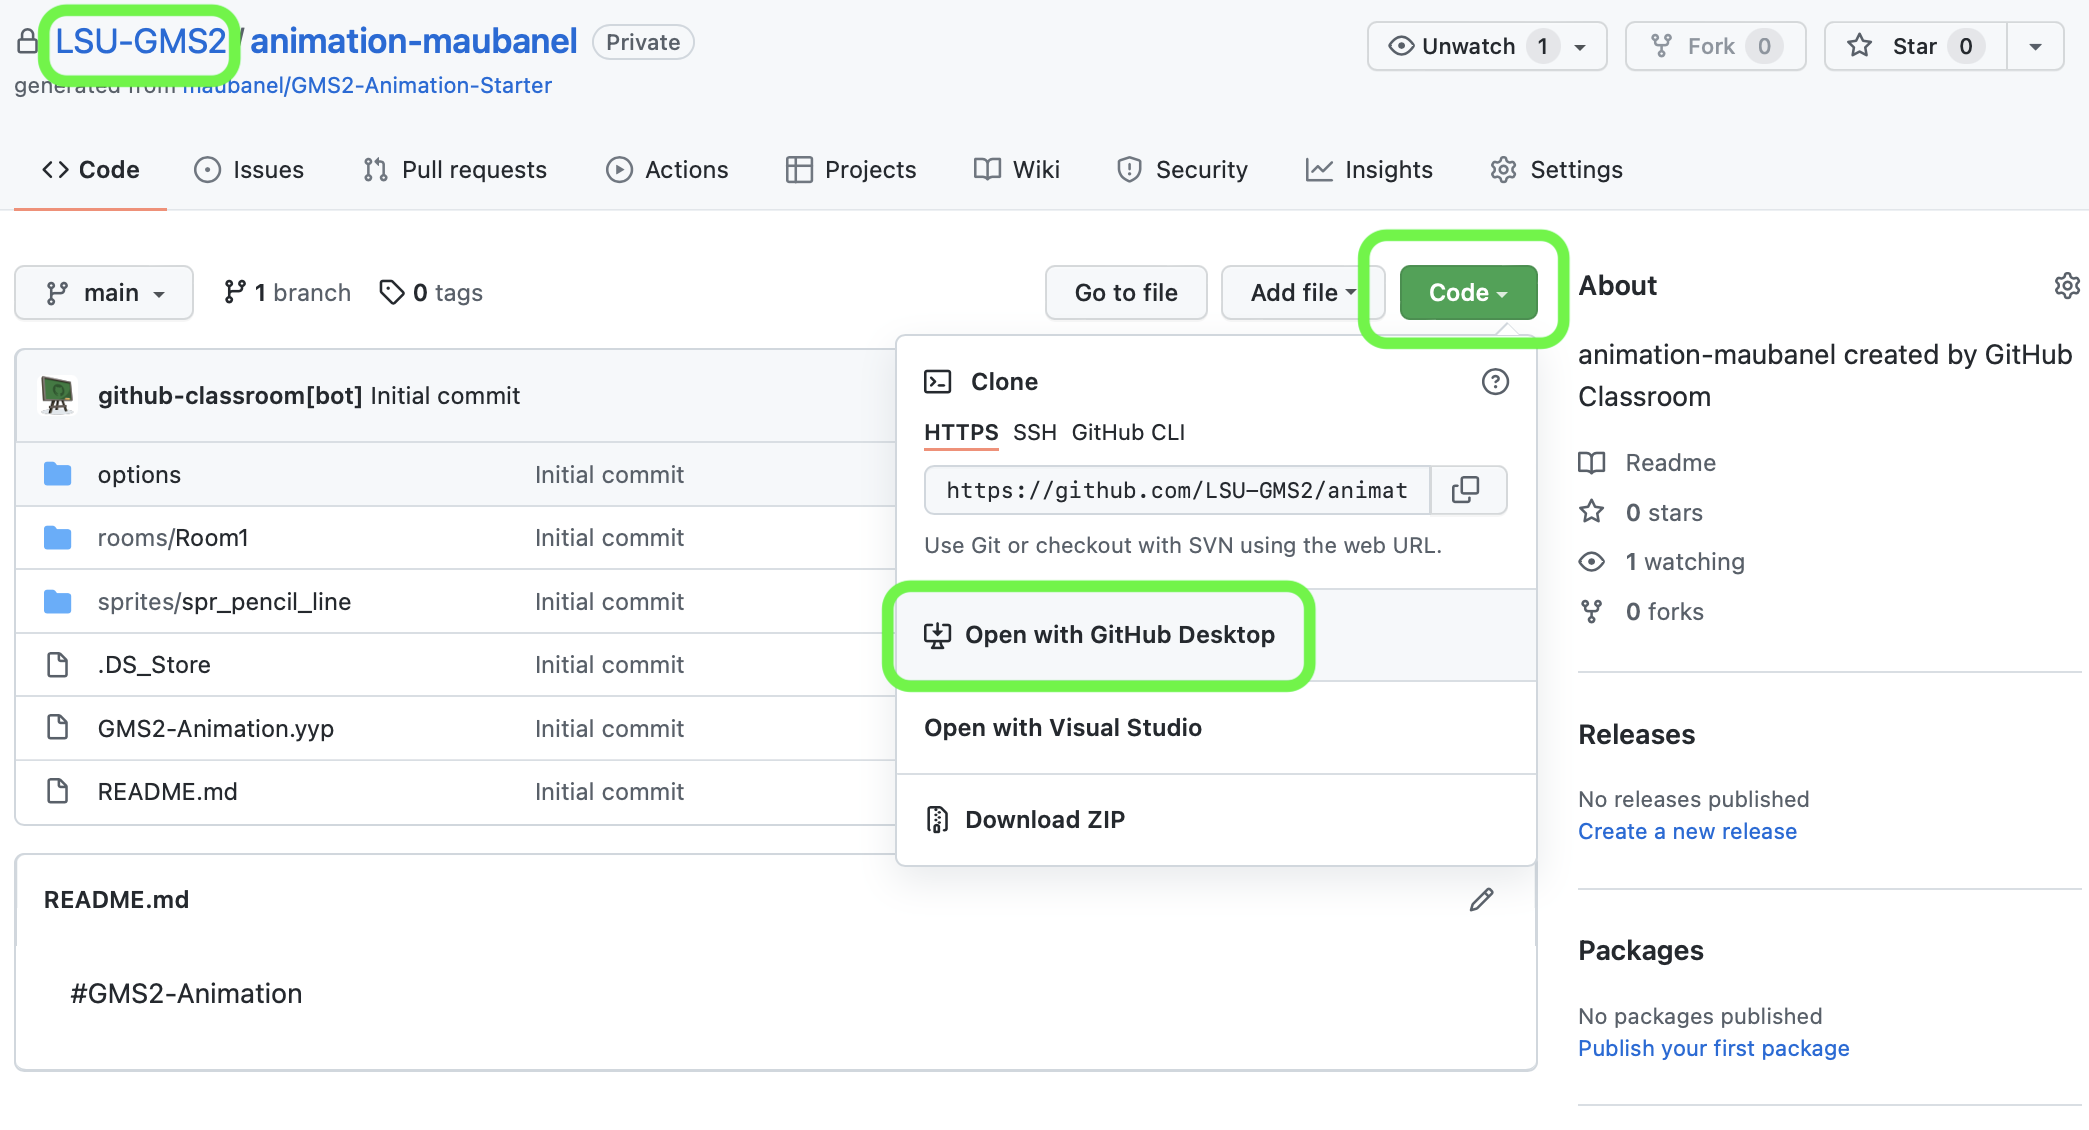 LSU-GMS2 / animation-maubanel Private
Unwatch 1
Fork 0
Star 0
generated from maubanel/GMS2-Animation-Starter
Code
Issues
Pull requests
Actions
Projects
Wiki
Security
Insights
Settings
main
1 branch
0 tags
Go to file
Add file
Code
github-classroom[bot] Initial commit
options Initial commit
rooms/Room1 Initial commit
sprites/spr_pencil_line Initial commit
.DS_Store Initial commit
GMS2-Animation.yyp Initial commit
README.md Initial commit
Clone
HTTPS SSH GitHub CLI
https://github.com/LSU-GMS2/animat
Use Git or checkout with SVN using the web URL.
Open with GitHub Desktop
Open with Visual Studio
Download ZIP
README.md
#GMS2-Animation
About
animation-maubanel created by GitHub
Classroom
Readme
0 stars
1 watching
0 forks
Releases
No releases published
Create a new release
Packages
No packages published
Publish your first package